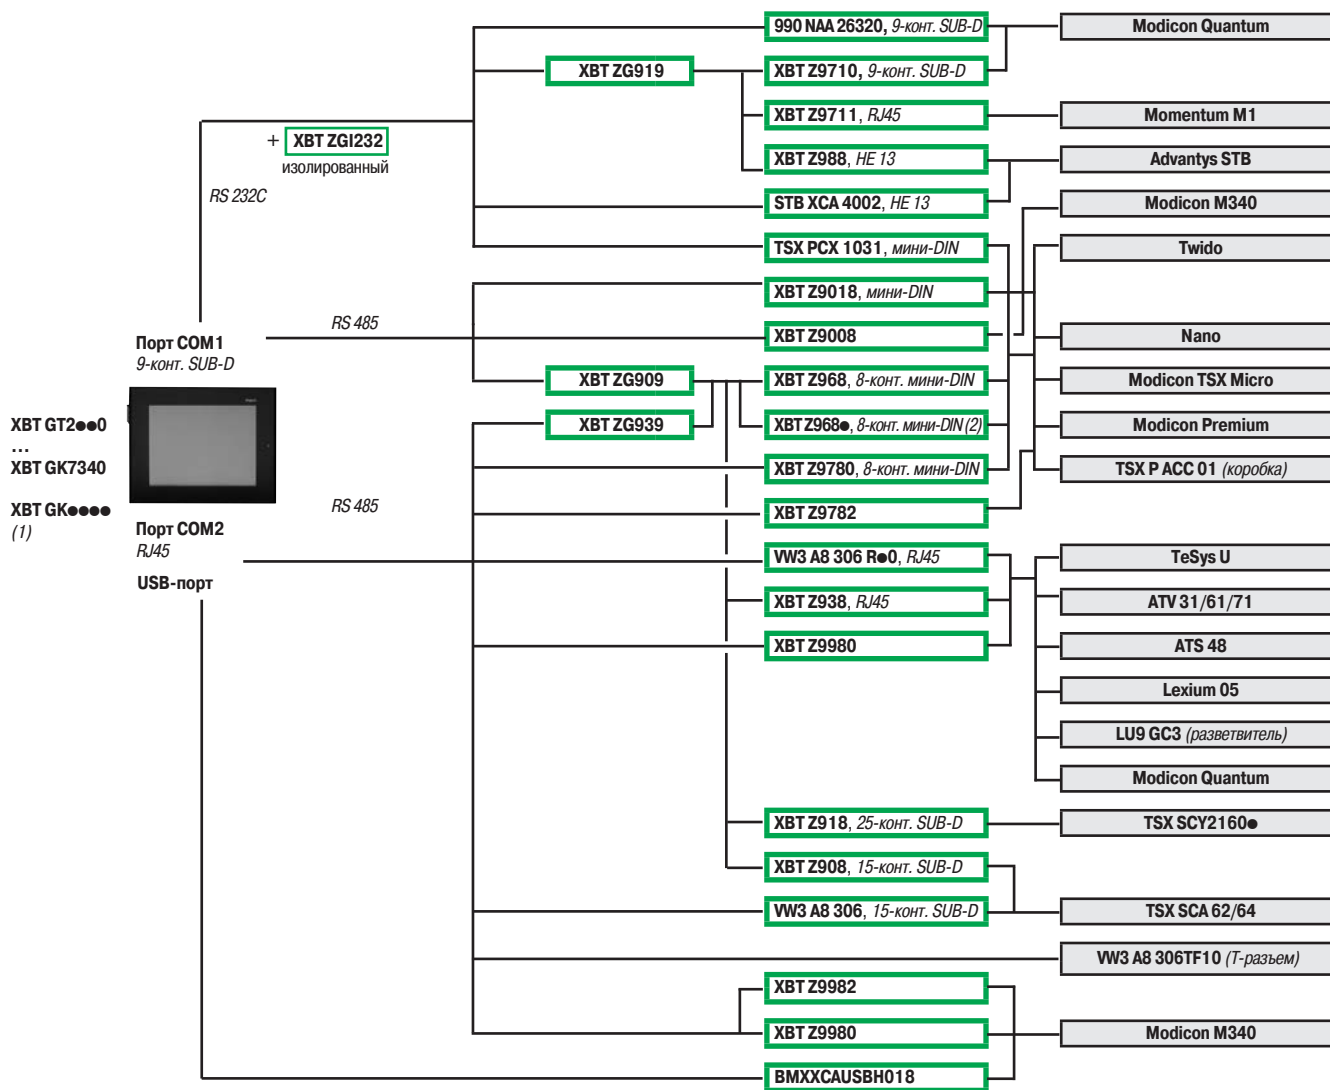 990 NAA 26320, 9-конт. SUB-D
Modicon Quantum
XBT ZG919
XBT Z9710, 9-конт. SUB-D
XBT Z9711, RJ45
Momentum M1
+ XBT ZGI232
изолированный
XBT Z988, HE 13
Advantys STB
RS 232C
STB XCA 4002, HE 13
Modicon M340
TSX PCX 1031, мини-DIN
Twido
XBT Z9018, мини-DIN
RS 485
Порт COM1
9-конт. SUB-D
XBT Z9008
Nano
XBT ZG909
XBT Z968, 8-конт. мини-DIN
Modicon TSX Micro
XBT GT2●●0
...
XBT GK7340
XBT GK●●●●
(1)
XBT ZG939
XBT Z968●, 8-конт. мини-DIN (2)
Modicon Premium
XBT Z9780, 8-конт. мини-DIN
TSX P ACC 01 (коробка)
RS 485
XBT Z9782
Порт COM2
RJ45
USB-порт
VW3 A8 306 R●0, RJ45
TeSys U
XBT Z938, RJ45
ATV 31/61/71
XBT Z9980
ATS 48
Lexium 05
LU9 GC3 (разветвитель)
Modicon Quantum
XBT Z918, 25-конт. SUB-D
TSX SCY2160●
XBT Z908, 15-конт. SUB-D
VW3 A8 306, 15-конт. SUB-D
TSX SCA 62/64
VW3 A8 306TF10 (Т-разъем)
XBT Z9982
XBT Z9980
Modicon M340
BMXXCAUSBH018